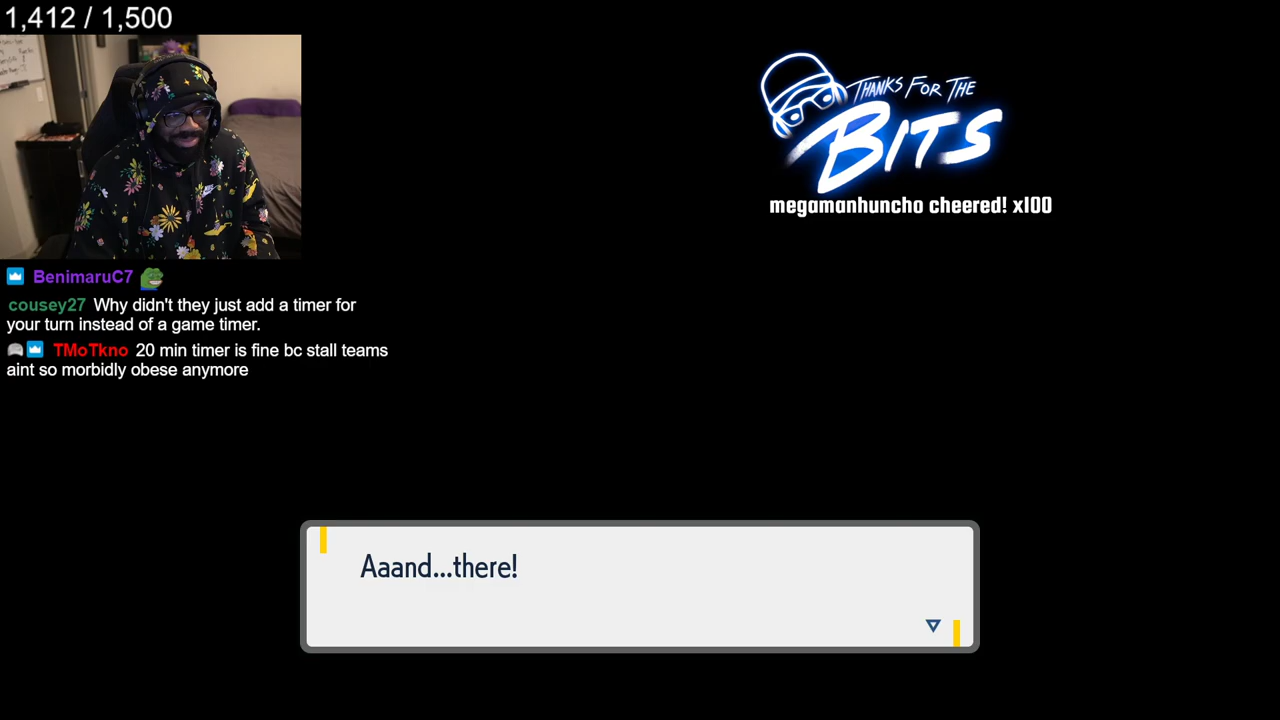 1,412 / 1,500
THANKS FOR THE
BITS
megamanhuncho cheered! x100
BenimaruC7
cousey27 Why didn't they just add a timer for
your turn instead of a game timer.
TMoTkno 20 min timer is fine bc stall teams
aint so morbidly obese anymore
Aaand...there!